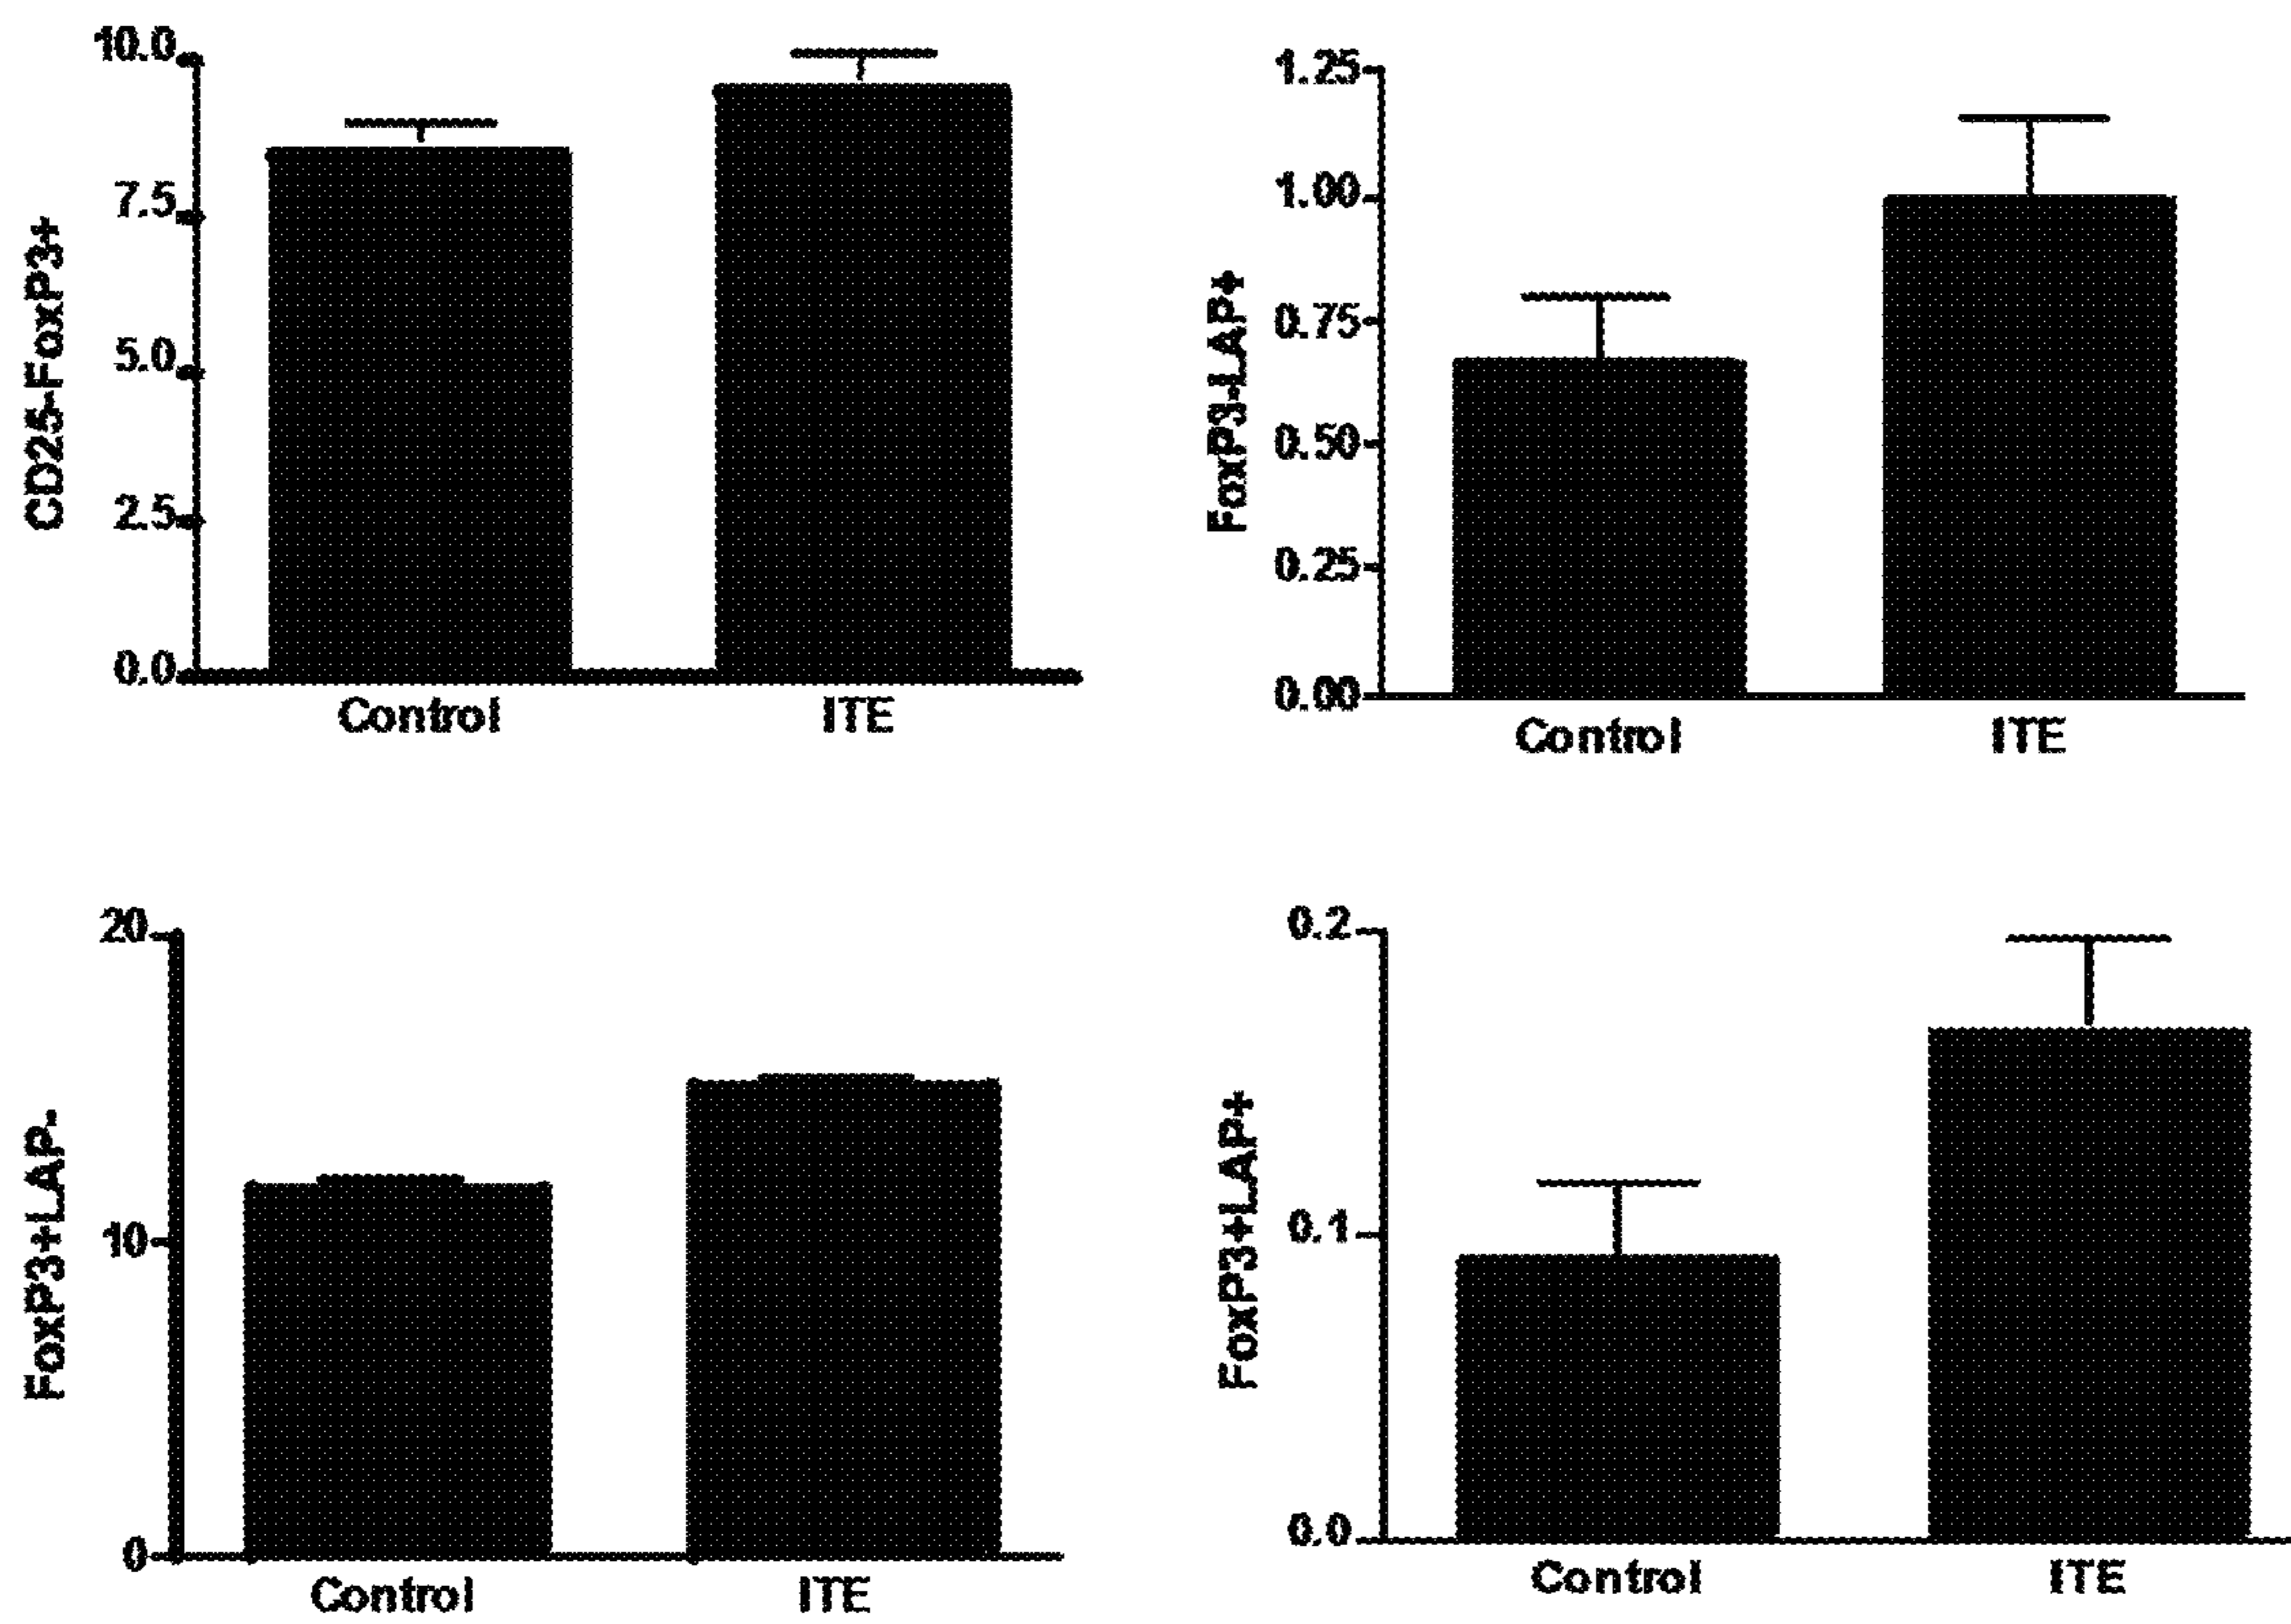 CD25-FoxP3+
10.0
7.5
5.0
2.5
0.0
Control ITE
FoxP3-LAP+
1.25
1.00
0.75
0.50
0.25
0.00
Control ITE
FoxP3+LAP-
20
10
0
Control ITE
FoxP3+LAP+
0.2
0.1
0.0
Control ITE